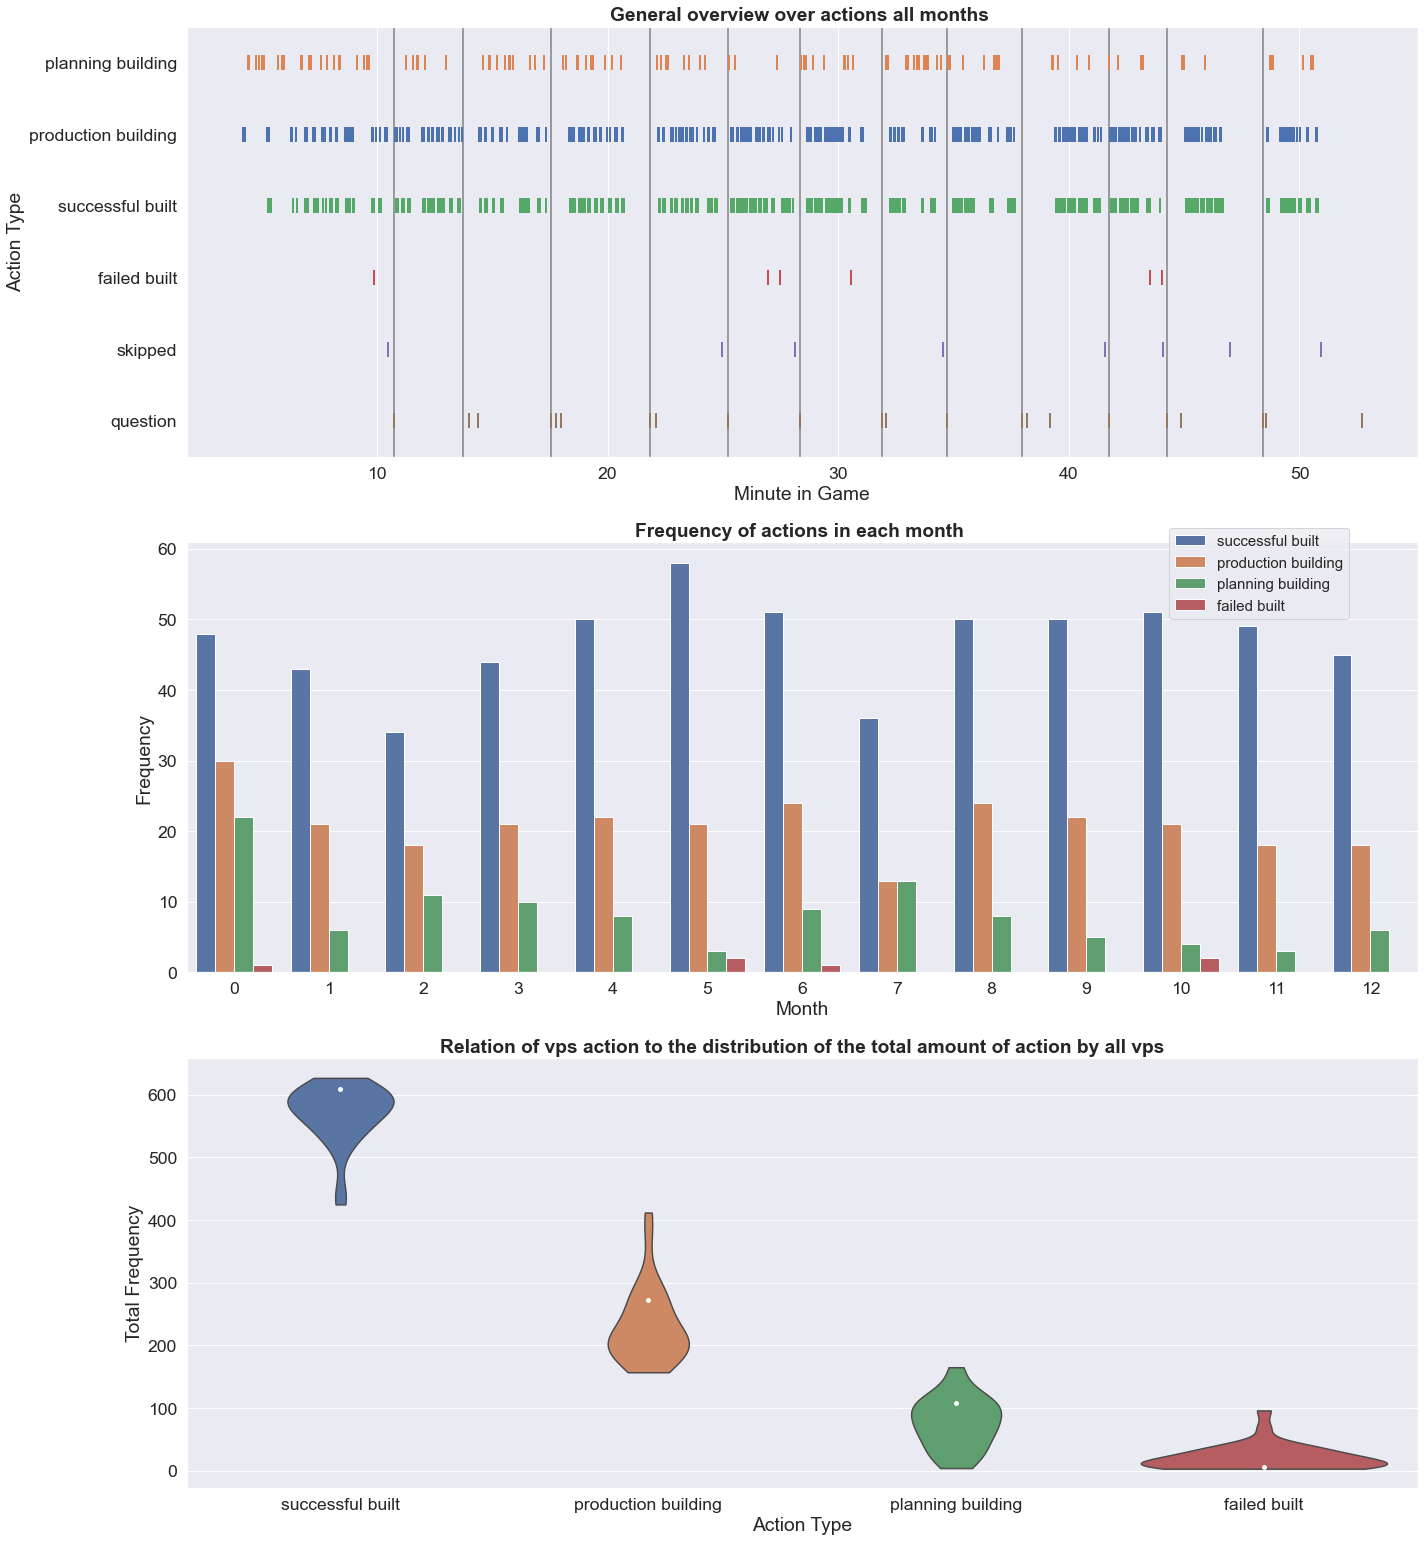 General overview over actions all months
planning building
production building
successful built
failed built
skipped
question
Action Type
10 20 30 40 50
Minute in Game
Frequency of actions in each month
successful built
production building
planning building
failed built
60
50
40
30
20
10
0
Frequency
0 1 2 3 4 5 6 7 8 9 10 11 12
Month
Relation of vps action to the distribution of the total amount of action by all vps
600
500
400
300
200
100
0
Total Frequency
successful built production building planning building failed built
Action Type